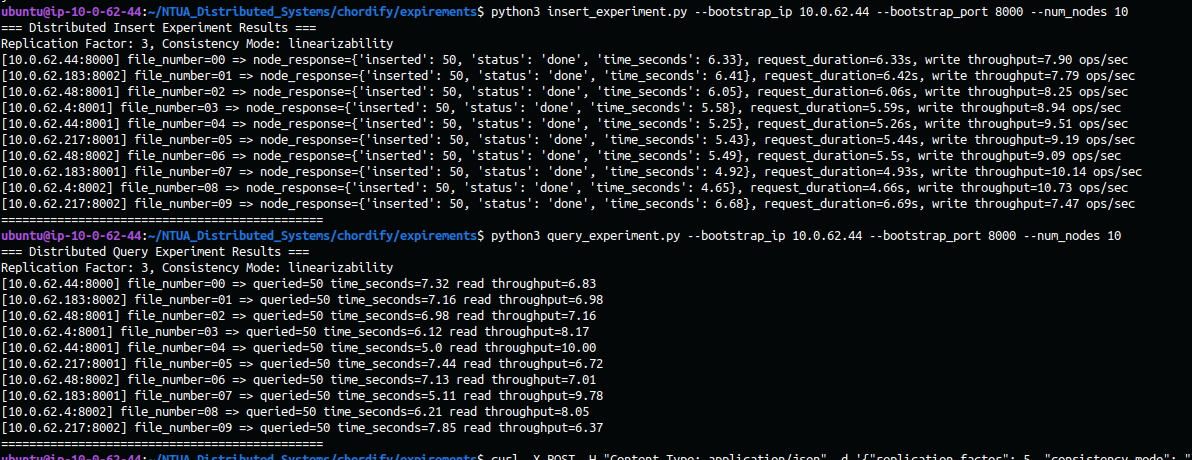 ubuntu@ip-10-0-62-44:~/NTUA_Distributed_Systems/chordify/expirements$ python3 insert_experiment.py --bootstrap_ip 10.0.62.44 --bootstrap_port 8000 --num_nodes 10
=== Distributed Insert Experiment Results ===
Replication Factor: 3, Consistency Mode: linearizability
[10.0.62.44:8000] file_number=00 => node_response={'inserted': 50, 'status': 'done', 'time_seconds': 6.33}, request_duration=6.33s, write throughput=7.90 ops/sec
[10.0.62.183:8002] file_number=01 => node_response={'inserted': 50, 'status': 'done', 'time_seconds': 6.41}, request_duration=6.42s, write throughput=7.79 ops/sec
[10.0.62.48:8001] file_number=02 => node_response={'inserted': 50, 'status': 'done', 'time_seconds': 6.05}, request_duration=6.06s, write throughput=8.25 ops/sec
[10.0.62.4:8001] file_number=03 => node_response={'inserted': 50, 'status': 'done', 'time_seconds': 5.58}, request_duration=5.59s, write throughput=8.94 ops/sec
[10.0.62.44:8001] file_number=04 => node_response={'inserted': 50, 'status': 'done', 'time_seconds': 5.25}, request_duration=5.26s, write throughput=9.51 ops/sec
[10.0.62.217:8001] file_number=05 => node_response={'inserted': 50, 'status': 'done', 'time_seconds': 5.43}, request_duration=5.44s, write throughput=9.19 ops/sec
[10.0.62.48:8002] file_number=06 => node_response={'inserted': 50, 'status': 'done', 'time_seconds': 5.49}, request_duration=5.5s, write throughput=9.09 ops/sec
[10.0.62.183:8001] file_number=07 => node_response={'inserted': 50, 'status': 'done', 'time_seconds': 4.92}, request_duration=4.93s, write throughput=10.14 ops/sec
[10.0.62.4:8002] file_number=08 => node_response={'inserted': 50, 'status': 'done', 'time_seconds': 4.65}, request_duration=4.66s, write throughput=10.73 ops/sec
[10.0.62.217:8002] file_number=09 => node_response={'inserted': 50, 'status': 'done', 'time_seconds': 6.68}, request_duration=6.69s, write throughput=7.47 ops/sec
==============================================
ubuntu@ip-10-0-62-44:~/NTUA_Distributed_Systems/chordify/expirements$ python3 query_experiment.py --bootstrap_ip 10.0.62.44 --bootstrap_port 8000 --num_nodes 10
=== Distributed Query Experiment Results ===
Replication Factor: 3, Consistency Mode: linearizability
[10.0.62.44:8000] file_number=00 => queried=50 time_seconds=7.32 read throughput=6.83
[10.0.62.183:8002] file_number=01 => queried=50 time_seconds=7.16 read throughput=6.98
[10.0.62.48:8001] file_number=02 => queried=50 time_seconds=6.98 read throughput=7.16
[10.0.62.4:8001] file_number=03 => queried=50 time_seconds=6.12 read throughput=8.17
[10.0.62.44:8001] file_number=04 => queried=50 time_seconds=5.0 read throughput=10.00
[10.0.62.217:8001] file_number=05 => queried=50 time_seconds=7.44 read throughput=6.72
[10.0.62.48:8002] file_number=06 => queried=50 time_seconds=7.13 read throughput=7.01
[10.0.62.183:8001] file_number=07 => queried=50 time_seconds=5.11 read throughput=9.78
[10.0.62.4:8002] file_number=08 => queried=50 time_seconds=6.21 read throughput=8.05
[10.0.62.217:8002] file_number=09 => queried=50 time_seconds=7.85 read throughput=6.37
==============================================
ubuntu@ip-10-0-62-44:~/NTUA_Distributed_Systems/chordify/expirements$ curl -X POST -H "Content-Type: application/json" -d '{"replication_factor": 5, "consistency_mode": "